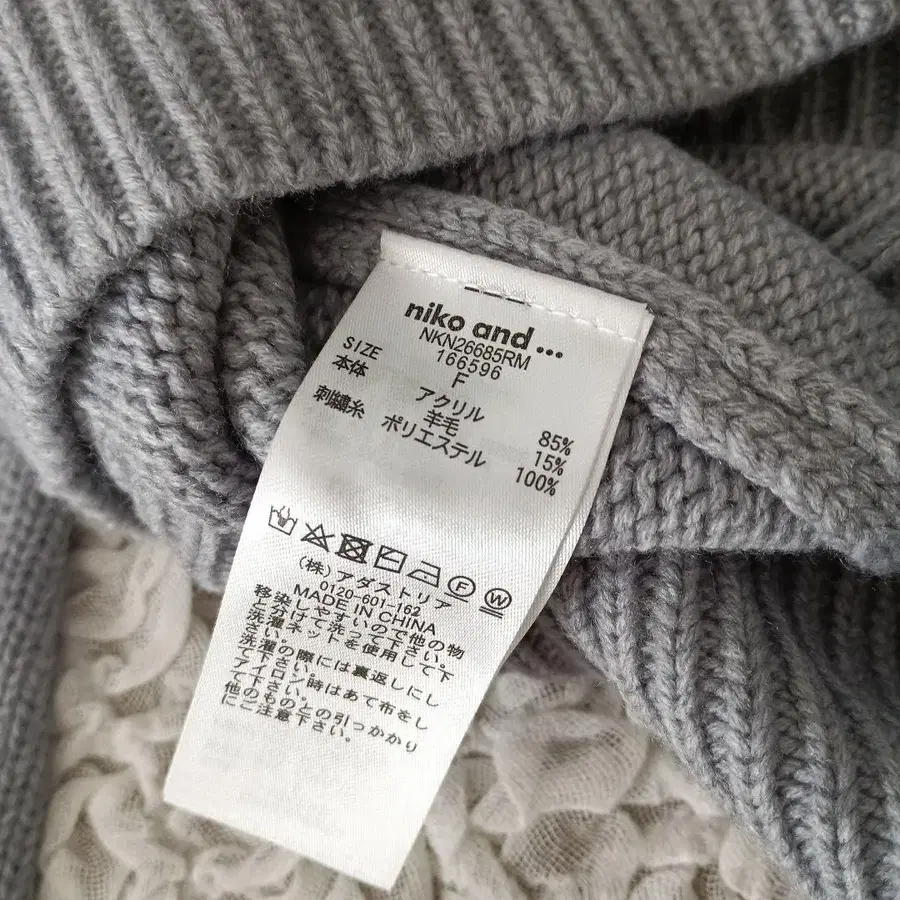 niko and ...
NKN26685RM
166596
SIZE F
本体 アクリル 85%
羊毛 15%
刺繍糸 ポリエステル 100%
F W
(株)アダストリア
0120-601-162
MADE IN CHINA
移染しやすいので他の物
と分けて洗って下さい。
洗濯ネットを使用して下
さい。
洗濯の際には裏返しにし
て下さい。
アイロン時はあて布をし
て下さい。
他のものとの引っかかり
にご注意下さい。